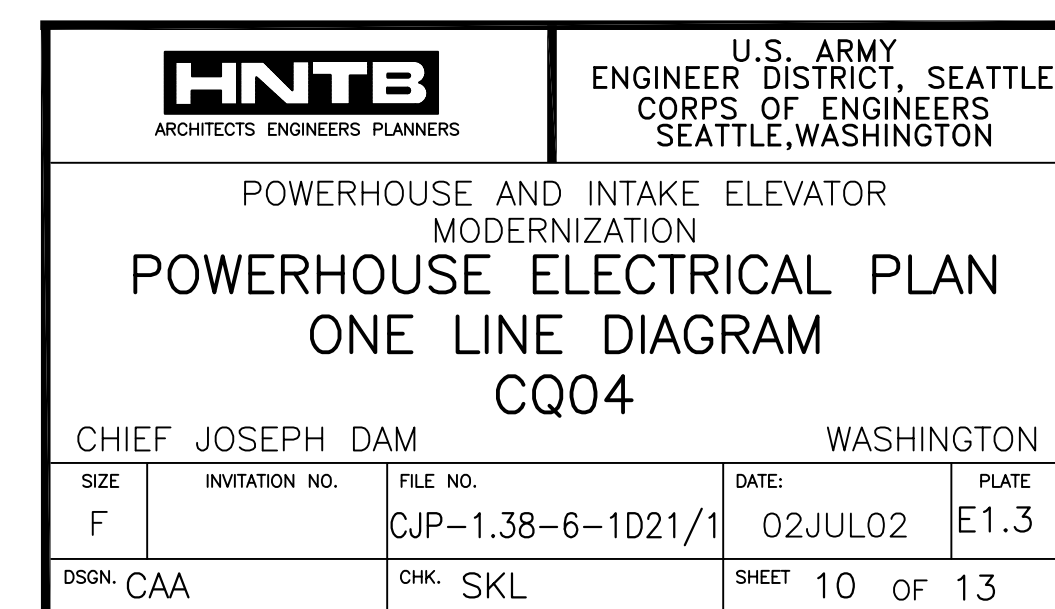 HNTB
ARCHITECTS ENGINEERS PLANNERS
U.S. ARMY
ENGINEER DISTRICT, SEATTLE
CORPS OF ENGINEERS
SEATTLE,WASHINGTON
POWERHOUSE AND INTAKE ELEVATOR
MODERNIZATION
POWERHOUSE ELECTRICAL PLAN
ONE LINE DIAGRAM
CQ04
CHIEF JOSEPH DAM WASHINGTON
SIZE INVITATION NO. FILE NO. DATE: PLATE
F CJP-1.38-6-1D21/1 02JUL02 E1.3
DSGN. CAA CHK. SKL SHEET 10 OF 13